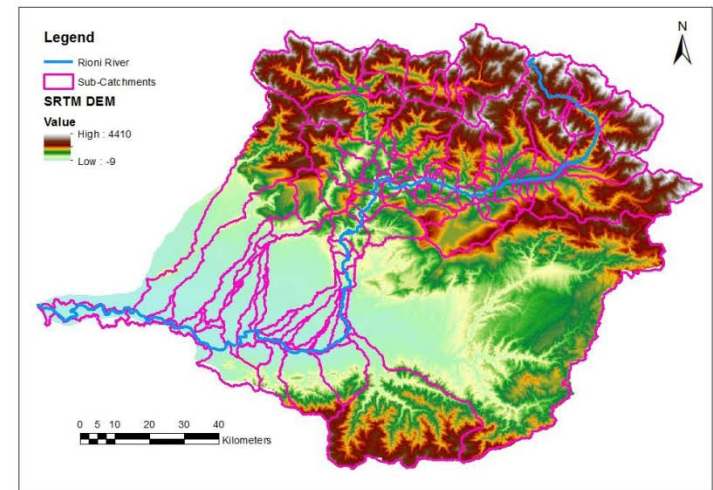 Legend
Rioni River
Sub-Catchments
SRTM DEM
Value
High : 4410
Low : -9
N
0 5 10 20 30 40
Kilometers